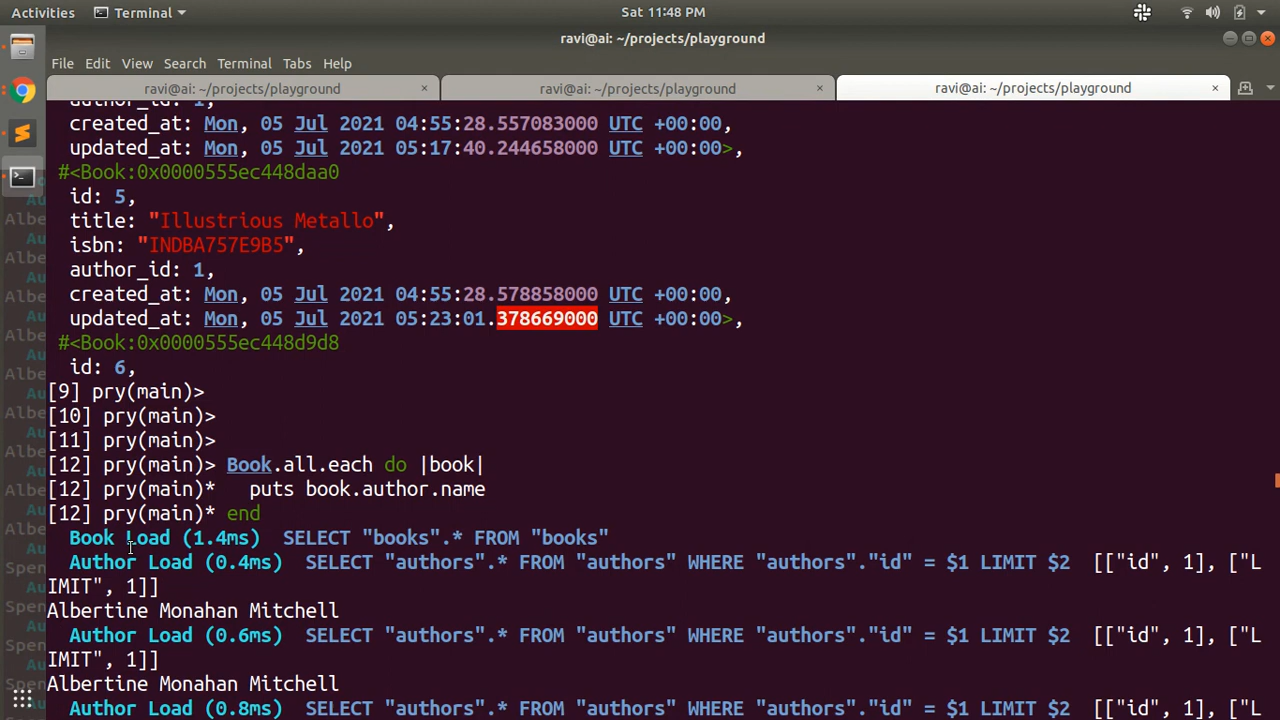 Activities Terminal Sat 11:48 PM
ravi@ai: ~/projects/playground
File Edit View Search Terminal Tabs Help
ravi@ai: ~/projects/playground × ravi@ai: ~/projects/playground × ravi@ai: ~/projects/playground ×
author_id: 1,
created_at: Mon, 05 Jul 2021 04:55:28.557083000 UTC +00:00,
updated_at: Mon, 05 Jul 2021 05:17:40.244658000 UTC +00:00>,
#<Book:0x0000555ec448daa0
id: 5,
title: "Illustrious Metallo",
isbn: "INDBA757E9B5",
author_id: 1,
created_at: Mon, 05 Jul 2021 04:55:28.578858000 UTC +00:00,
updated_at: Mon, 05 Jul 2021 05:23:01.378669000 UTC +00:00>,
#<Book:0x0000555ec448d9d8
id: 6,
[9] pry(main)>
[10] pry(main)>
[11] pry(main)>
[12] pry(main)> Book.all.each do |book|
[12] pry(main)*   puts book.author.name
[12] pry(main)* end
Book Load (1.4ms)  SELECT "books".* FROM "books"
Author Load (0.4ms)  SELECT "authors".* FROM "authors" WHERE "authors"."id" = $1 LIMIT $2  [["id", 1], ["L
IMIT", 1]]
Albertine Monahan Mitchell
Author Load (0.6ms)  SELECT "authors".* FROM "authors" WHERE "authors"."id" = $1 LIMIT $2  [["id", 1], ["L
IMIT", 1]]
Albertine Monahan Mitchell
Author Load (0.8ms)  SELECT "authors".* FROM "authors" WHERE "authors"."id" = $1 LIMIT $2  [["id", 1], ["L